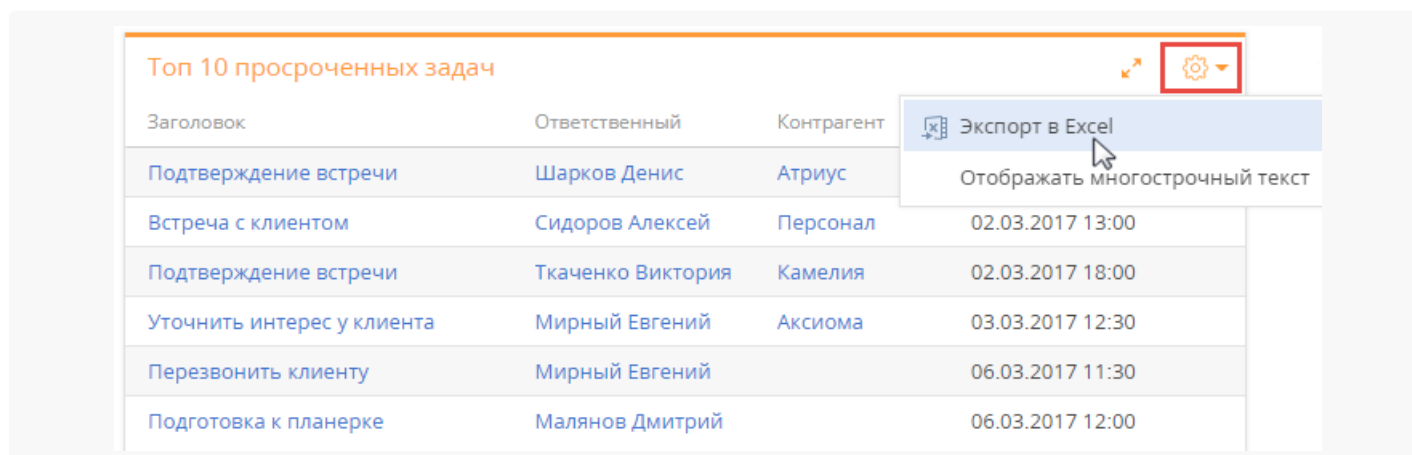 Топ 10 просроченных задач
Заголовок Ответственный Контрагент
Экспорт в Excel
Отображать многострочный текст
Подтверждение встречи Шарков Денис Атриус
Встреча с клиентом Сидоров Алексей Персонал 02.03.2017 13:00
Подтверждение встречи Ткаченко Виктория Камелия 02.03.2017 18:00
Уточнить интерес у клиента Мирный Евгений Аксиома 03.03.2017 12:30
Перезвонить клиенту Мирный Евгений 06.03.2017 11:30
Подготовка к планерке Малянов Дмитрий 06.03.2017 12:00